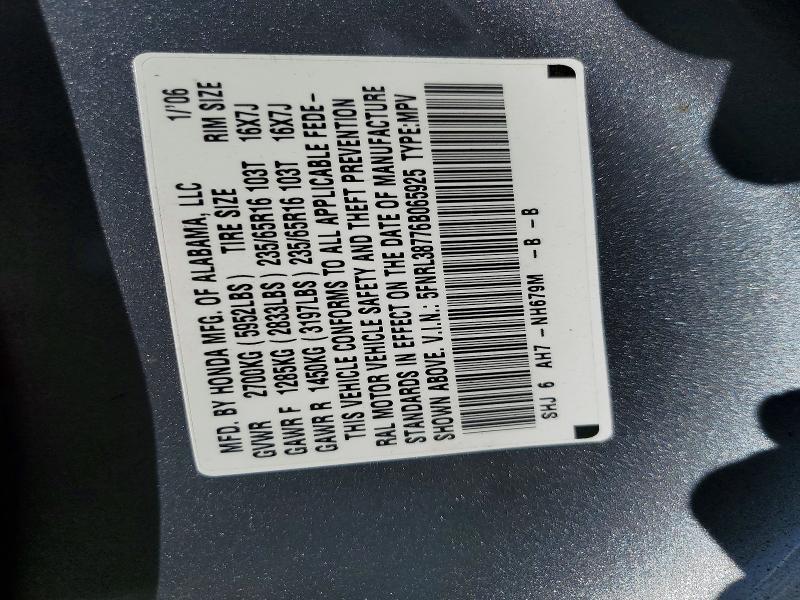 MFD. BY HONDA MFG. OF ALABAMA, LLC 1/'06
GVWR 2700KG ( 5952LBS ) TIRE SIZE RIM SIZE
GAWR F 1285KG ( 2833LBS ) 235/65R16 103T 16X7J
GAWR R 1450KG ( 3197LBS ) 235/65R16 103T 16X7J
THIS VEHICLE CONFORMS TO ALL APPLICABLE FEDE-
RAL MOTOR VEHICLE SAFETY AND THEFT PREVENTION
STANDARDS IN EFFECT ON THE DATE OF MANUFACTURE
SHOWN ABOVE. V.I.N.: 5FNRL38776B065925 TYPE:MPV
SHJ 6 AH7 - NH679M - B - B